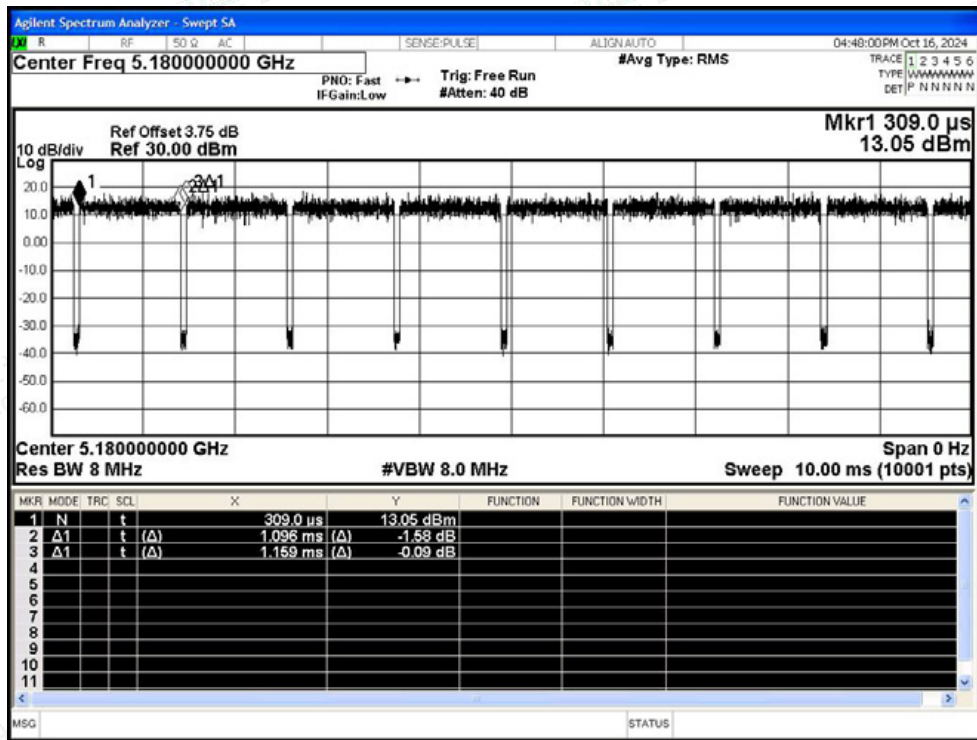 Agilent Spectrum Analyzer - Swept SA
LXI R RF 50 Ω AC SENSE:PULSE ALIGN AUTO 04:48:00 PM Oct 16, 2024
Center Freq 5.180000000 GHz #Avg Type: RMS TRACE 1 2 3 4 5 6
PNO: Fast Trig: Free Run TYPE WWWWWW
IFGain:Low #Atten: 40 dB DET P N N N N N
Mkr1 309.0 µs
Ref Offset 3.75 dB
10 dB/div Ref 30.00 dBm 13.05 dBm
Log
1 2Δ1 3Δ1
20.0
10.0
0.00
-10.0
-20.0
-30.0
-40.0
-50.0
-60.0
Center 5.180000000 GHz Span 0 Hz
Res BW 8 MHz #VBW 8.0 MHz Sweep 10.00 ms (10001 pts)
MKR MODE TRC SCL X Y FUNCTION FUNCTION WIDTH FUNCTION VALUE
1 N t 309.0 µs 13.05 dBm
2 Δ1 t (Δ) 1.096 ms (Δ) -1.58 dB
3 Δ1 t (Δ) 1.159 ms (Δ) -0.09 dB
4
5
6
7
8
9
10
11
MSG STATUS